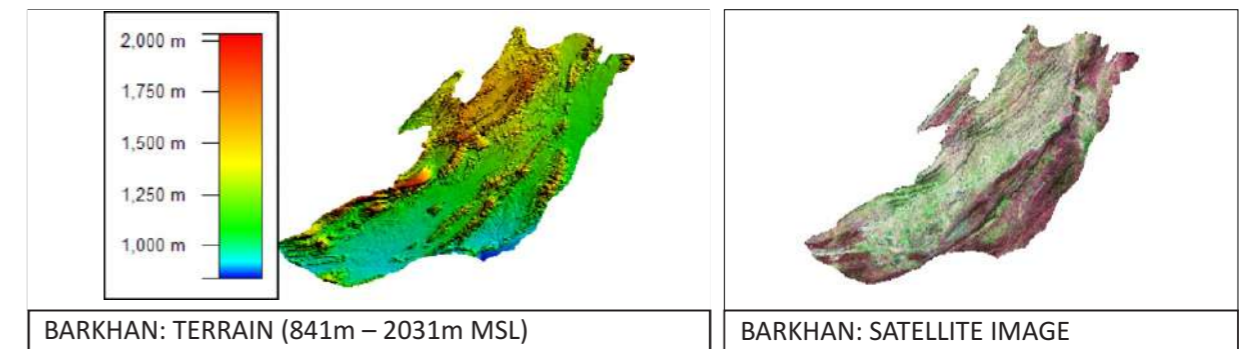 2,000 m
1,750 m
1,500 m
1,250 m
1,000 m
BARKHAN: TERRAIN (841m – 2031m MSL)
BARKHAN: SATELLITE IMAGE